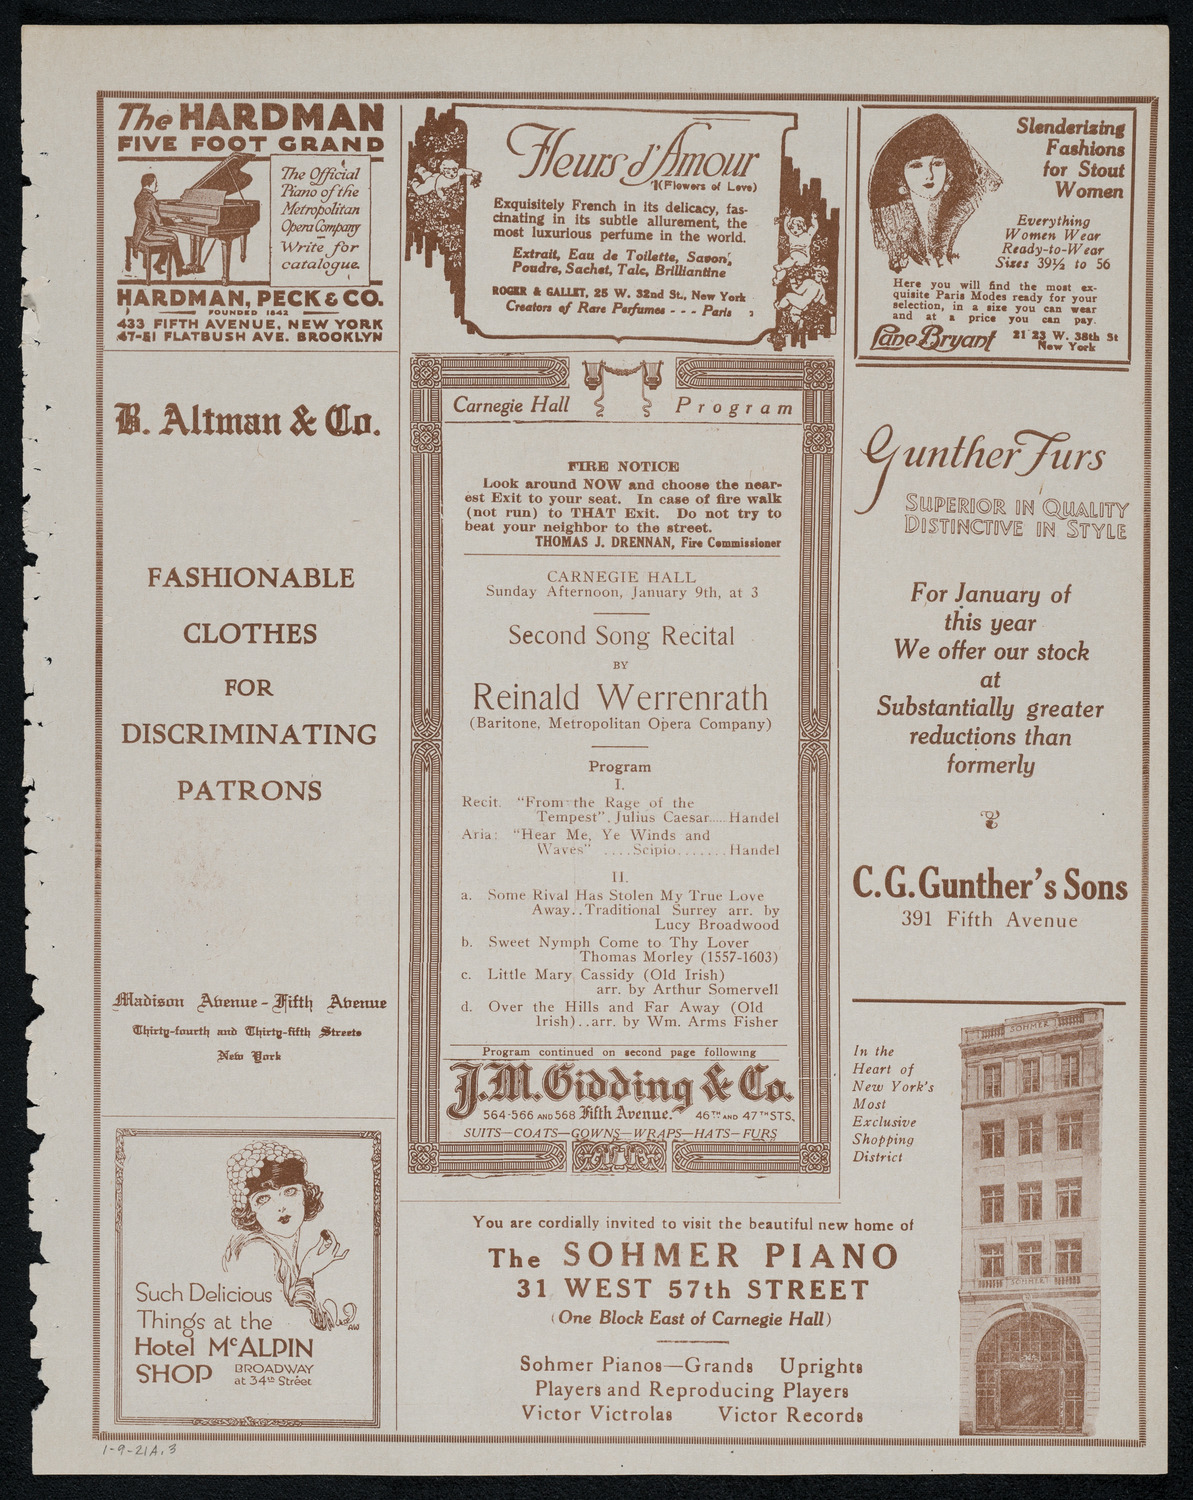 The HARDMAN
FIVE FOOT GRAND
The Official
Piano of the
Metropolitan
Opera Company
Write for
catalogue.
HARDMAN, PECK & CO.
FOUNDED 1842
433 FIFTH AVENUE, NEW YORK
47-51 FLATBUSH AVE. BROOKLYN
Fleurs d'Amour
(Flowers of Love)
Exquisitely French in its delicacy, fas-
cinating in its subtle allurement, the
most luxurious perfume in the world.
Extrait, Eau de Toilette, Savon,
Poudre, Sachet, Talc, Brilliantine
ROGER & GALLET, 25 W. 32nd St., New York
Creators of Rare Perfumes - - - Paris
Slenderizing
Fashions
for Stout
Women
Everything
Women Wear
Ready-to-Wear
Sizes 39½ to 56
Here you will find the most ex-
quisite Paris Modes ready for your
selection, in a size you can wear
and at a price you can pay.
Lane Bryant 21 23 W. 38th St
New York
B. Altman & Co.
FASHIONABLE
CLOTHES
FOR
DISCRIMINATING
PATRONS
Madison Avenue - Fifth Avenue
Thirty-fourth and Thirty-fifth Streets
New York
Such Delicious
Things at the
Hotel McALPIN
SHOP BROADWAY
at 34th Street
Carnegie Hall Program
FIRE NOTICE
Look around NOW and choose the near-
est Exit to your seat. In case of fire walk
(not run) to THAT Exit. Do not try to
beat your neighbor to the street.
THOMAS J. DRENNAN, Fire Commissioner
CARNEGIE HALL
Sunday Afternoon, January 9th, at 3
Second Song Recital
BY
Reinald Werrenrath
(Baritone, Metropolitan Opera Company)
Program
I.
Recit. "From the Rage of the
Tempest", Julius Caesar.....Handel
Aria: "Hear Me, Ye Winds and
Waves" ....Scipio.......Handel
II.
a. Some Rival Has Stolen My True Love
Away..Traditional Surrey arr. by
Lucy Broadwood
b. Sweet Nymph Come to Thy Lover
Thomas Morley (1557-1603)
c. Little Mary Cassidy (Old Irish)
arr. by Arthur Somervell
d. Over the Hills and Far Away (Old
Irish)..arr. by Wm. Arms Fisher
Program continued on second page following
J.M. Gidding & Co.
564-566 AND 568 Fifth Avenue. 46TH AND 47TH STS.
SUITS—COATS—GOWNS—WRAPS—HATS—FURS
Gunther Furs
SUPERIOR IN QUALITY
DISTINCTIVE IN STYLE
For January of
this year
We offer our stock
at
Substantially greater
reductions than
formerly
C. G. Gunther's Sons
391 Fifth Avenue
In the
Heart of
New York's
Most
Exclusive
Shopping
District
SOHMER
SOHMER
You are cordially invited to visit the beautiful new home of
The SOHMER PIANO
31 WEST 57th STREET
(One Block East of Carnegie Hall)
Sohmer Pianos—Grands Uprights
Players and Reproducing Players
Victor Victrolas Victor Records
1-9-21A, 3